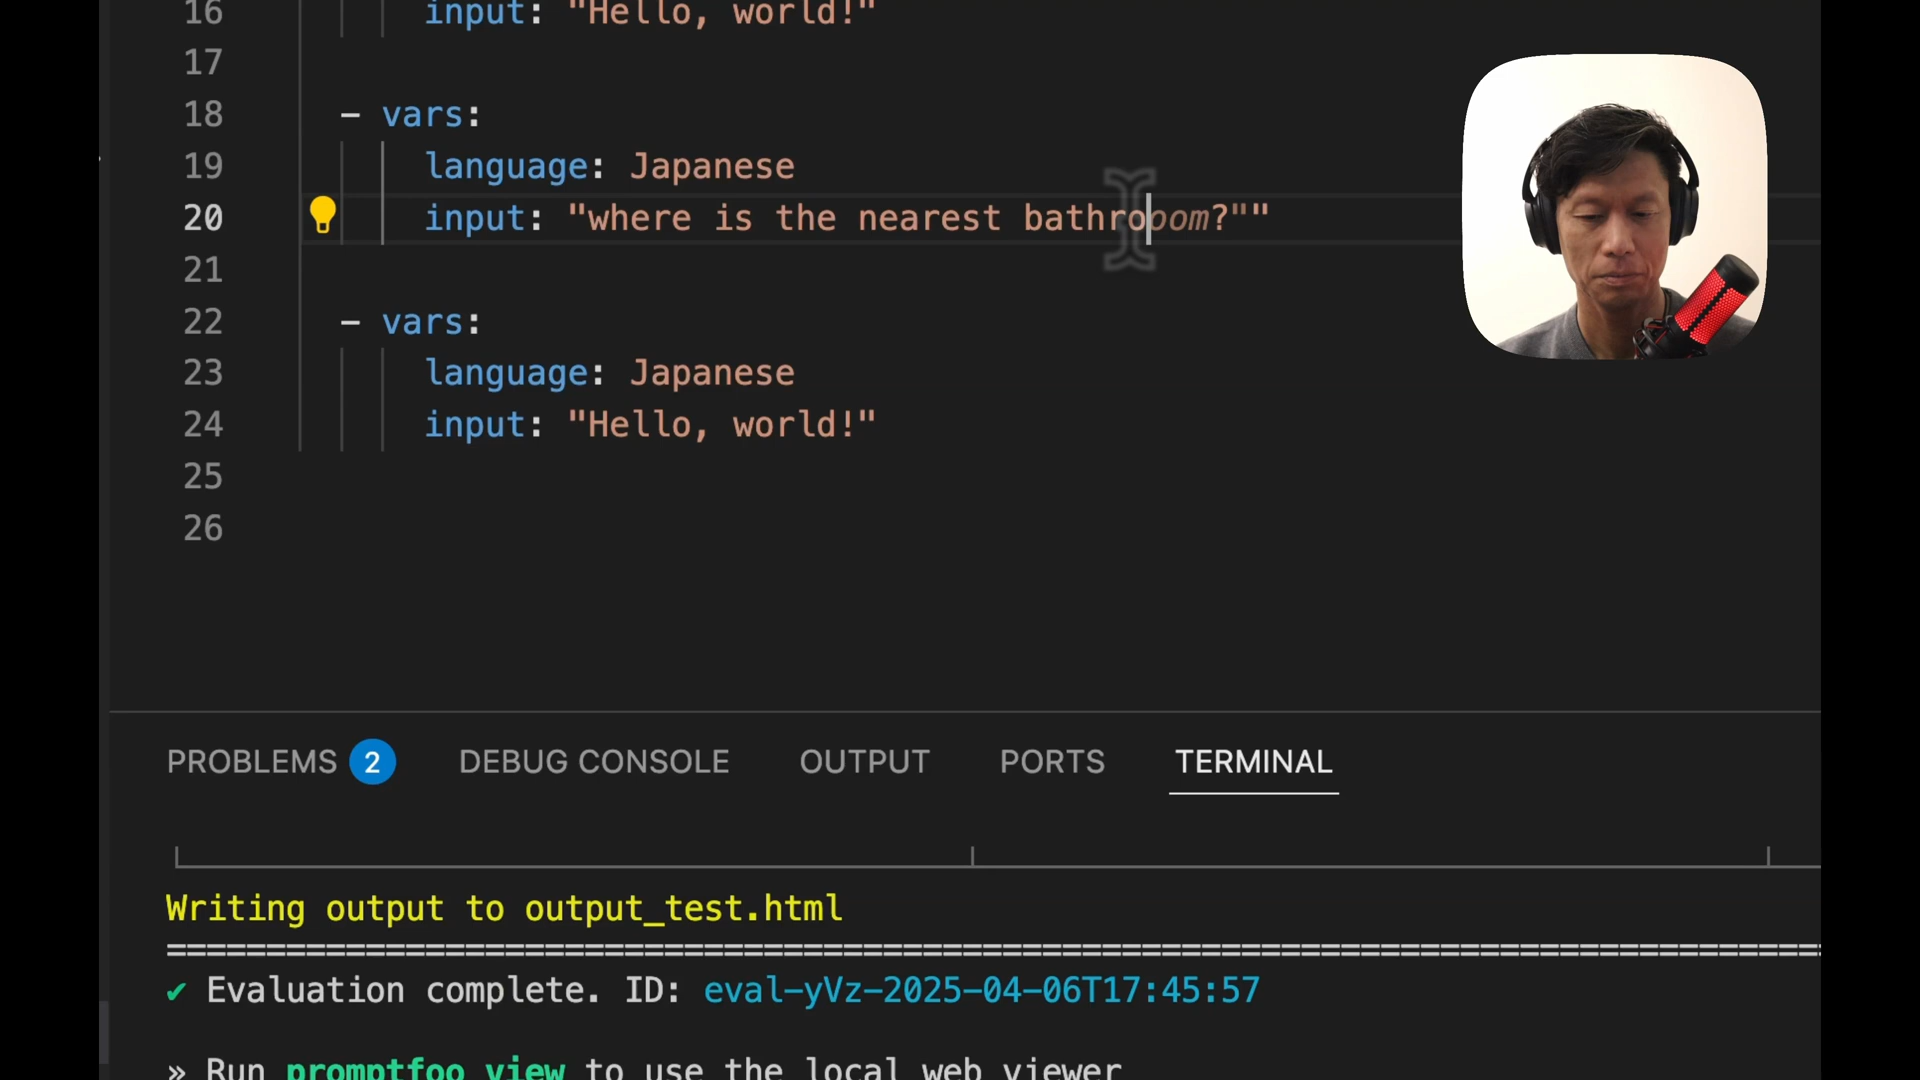 16 input: "Hello, world!"
17
18 - vars:
19 language: Japanese
20 input: "where is the nearest bathrooom?""
21
22 - vars:
23 language: Japanese
24 input: "Hello, world!"
25
26
PROBLEMS 2 DEBUG CONSOLE OUTPUT PORTS TERMINAL
Writing output to output_test.html
================================================================================
✔ Evaluation complete. ID: eval-yVz-2025-04-06T17:45:57
» Run promptfoo view to use the local web viewer